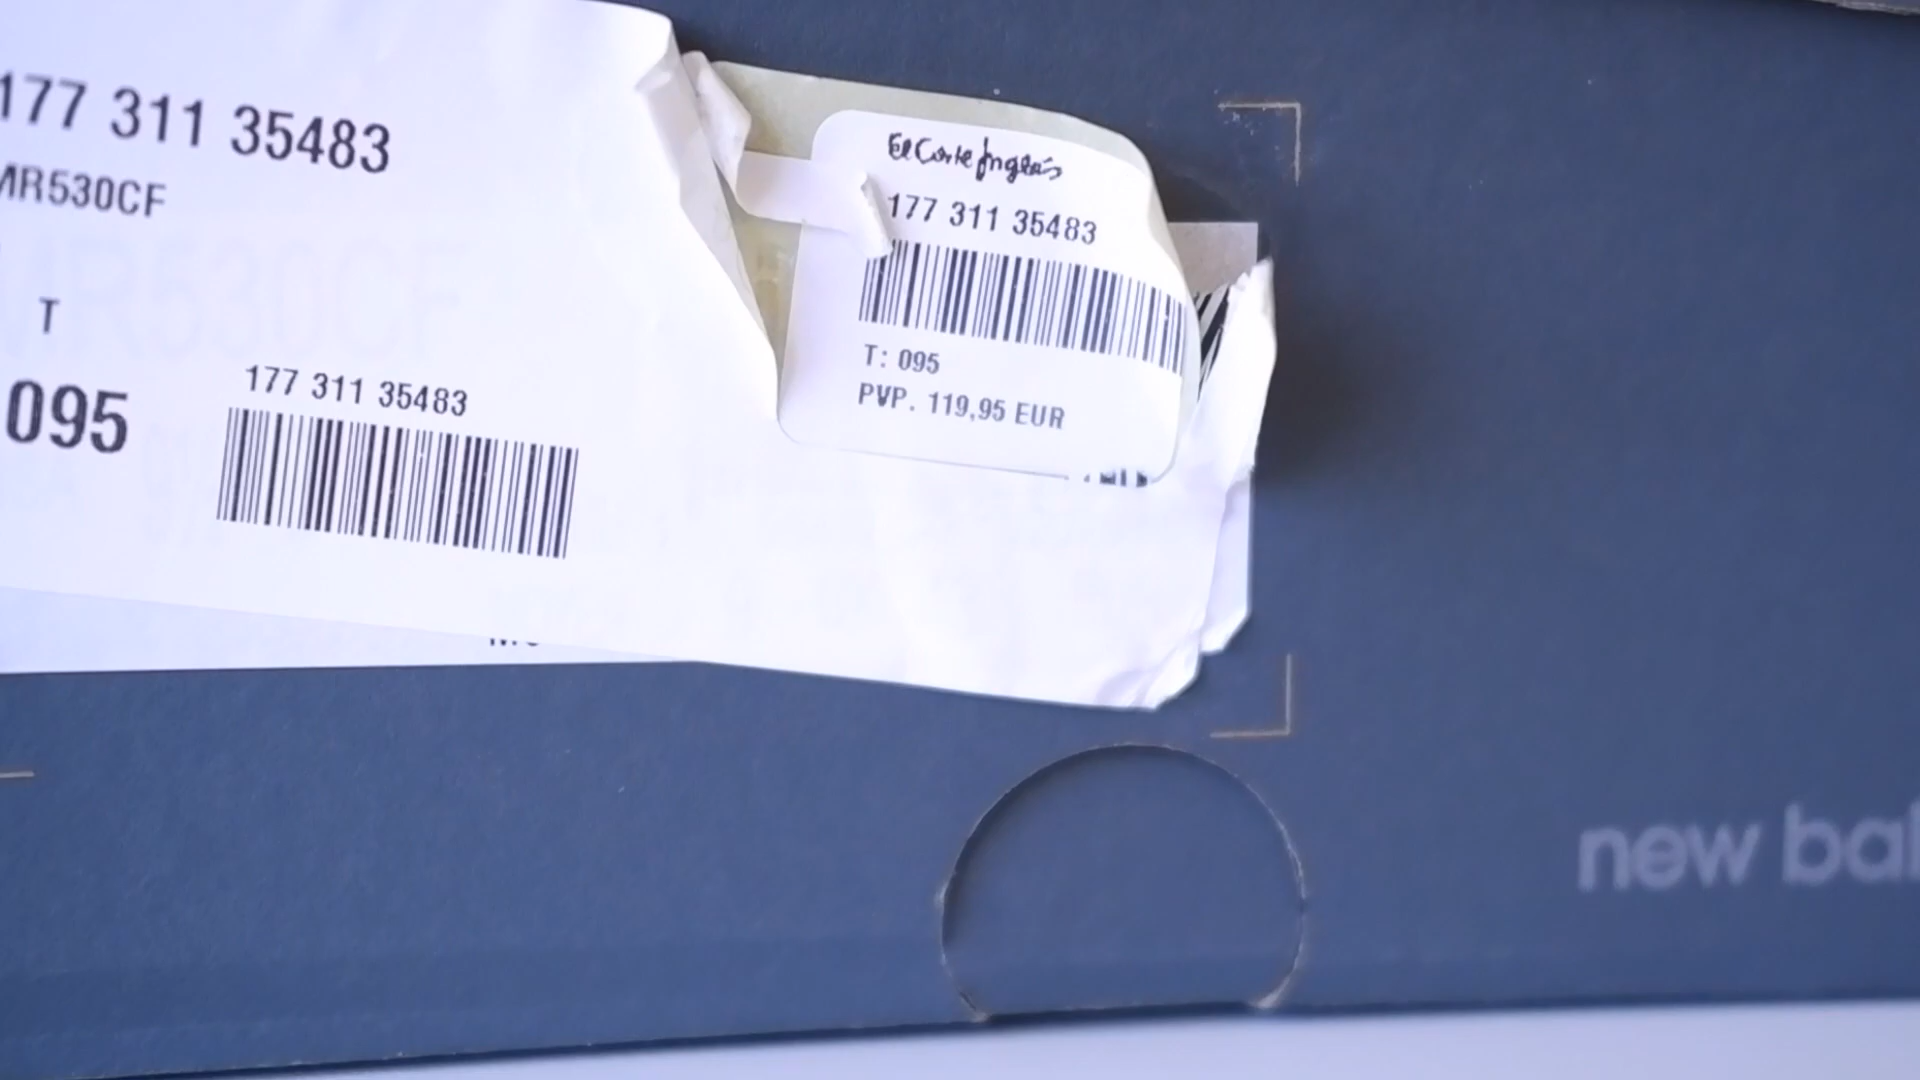 177 311 35483
MR530CF
T
095
177 311 35483
El Corte Inglés
177 311 35483
T: 095
PVP. 119,95 EUR
new bal